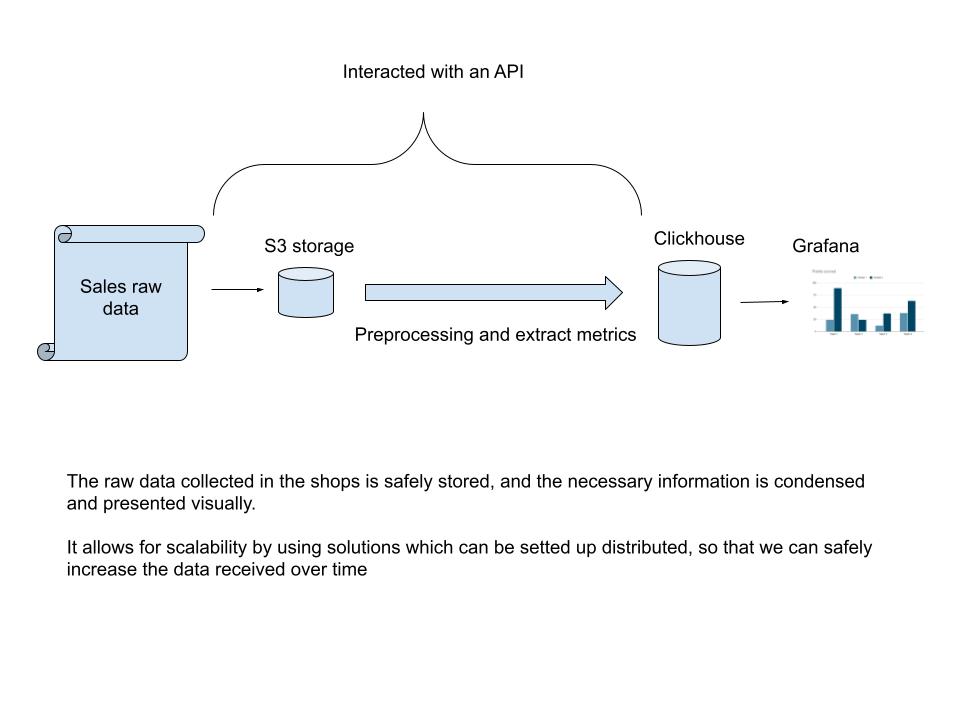 Interacted with an API
S3 storage
Clickhouse
Grafana
Sales raw
data
Preprocessing and extract metrics
The raw data collected in the shops is safely stored, and the necessary information is condensed
and presented visually.
It allows for scalability by using solutions which can be setted up distributed, so that we can safely
increase the data received over time